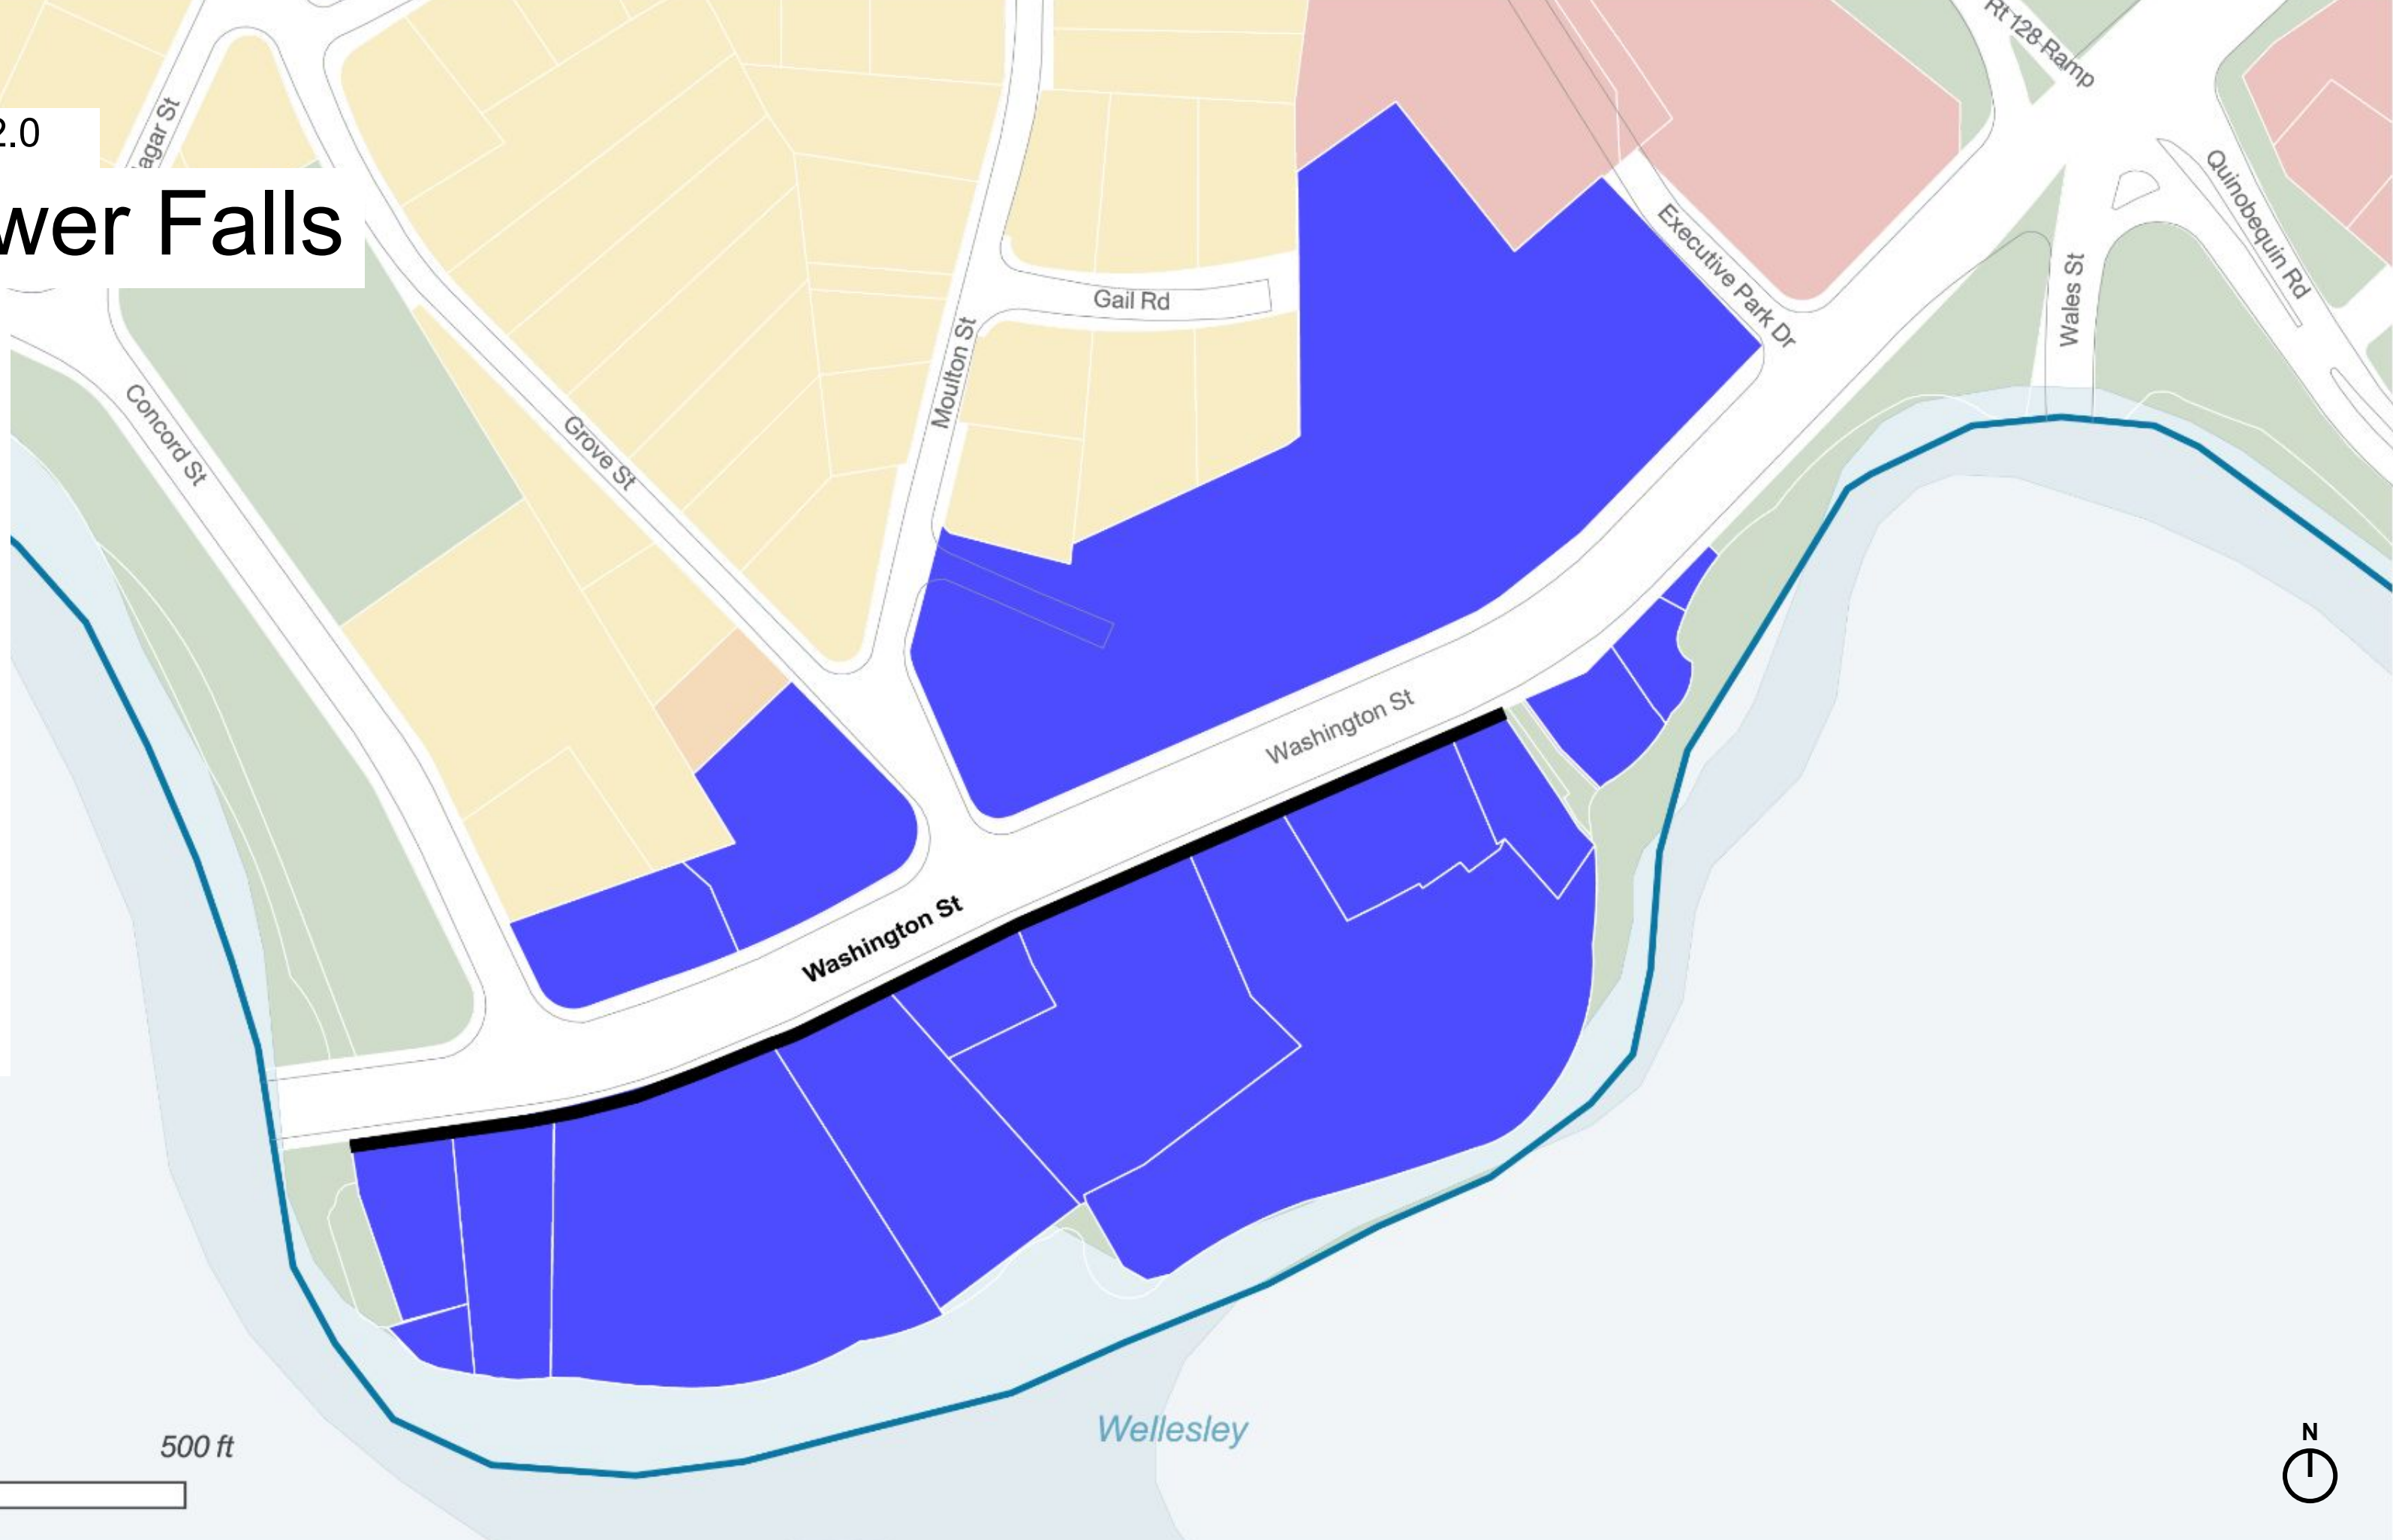 2.0
wer Falls
agar St
Rt 128 Ramp
Quinobequin Rd
Wales St
Executive Park Dr
Gail Rd
Moulton St
Grove St
Concord St
Washington St
Washington St
Wellesley
500 ft
N